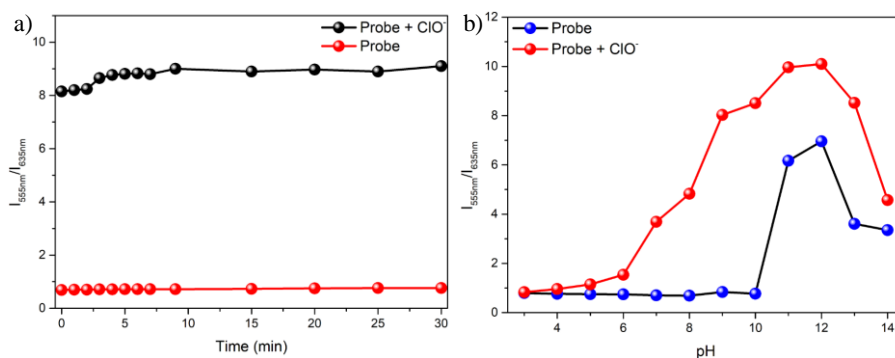 a)
Probe + ClO⁻
Probe
I555nm/I635nm
10
8
6
4
2
0
0 5 10 15 20 25 30
Time (min)
b)
Probe
Probe + ClO⁻
I555nm/I635nm
12
10
8
6
4
2
0
4 6 8 10 12 14
pH